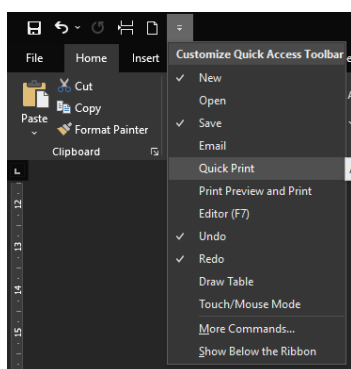 File Home Insert
Customize Quick Access Toolbar
New
Open
Save
Email
Quick Print
Print Preview and Print
Editor (F7)
Undo
Redo
Draw Table
Touch/Mouse Mode
More Commands...
Show Below the Ribbon
Paste
Cut
Copy
Format Painter
Clipboard
12
13
14
15